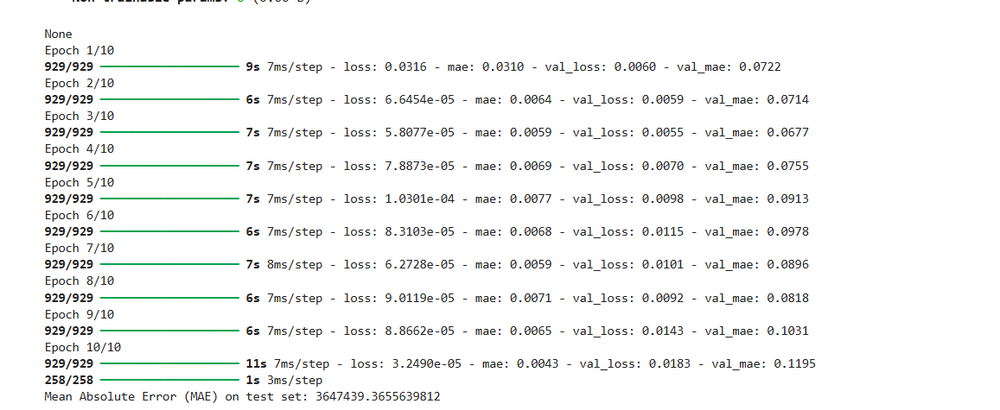 Non-trainable params: 0 (0.00 B)
None
Epoch 1/10
929/929 ━━━━━━━━━━━━━━━━━━━━ 9s 7ms/step - loss: 0.0316 - mae: 0.0310 - val_loss: 0.0060 - val_mae: 0.0722
Epoch 2/10
929/929 ━━━━━━━━━━━━━━━━━━━━ 6s 7ms/step - loss: 6.6454e-05 - mae: 0.0064 - val_loss: 0.0059 - val_mae: 0.0714
Epoch 3/10
929/929 ━━━━━━━━━━━━━━━━━━━━ 7s 7ms/step - loss: 5.8077e-05 - mae: 0.0059 - val_loss: 0.0055 - val_mae: 0.0677
Epoch 4/10
929/929 ━━━━━━━━━━━━━━━━━━━━ 7s 7ms/step - loss: 7.8873e-05 - mae: 0.0069 - val_loss: 0.0070 - val_mae: 0.0755
Epoch 5/10
929/929 ━━━━━━━━━━━━━━━━━━━━ 7s 7ms/step - loss: 1.0301e-04 - mae: 0.0077 - val_loss: 0.0098 - val_mae: 0.0913
Epoch 6/10
929/929 ━━━━━━━━━━━━━━━━━━━━ 6s 7ms/step - loss: 8.3103e-05 - mae: 0.0068 - val_loss: 0.0115 - val_mae: 0.0978
Epoch 7/10
929/929 ━━━━━━━━━━━━━━━━━━━━ 7s 8ms/step - loss: 6.2728e-05 - mae: 0.0059 - val_loss: 0.0101 - val_mae: 0.0896
Epoch 8/10
929/929 ━━━━━━━━━━━━━━━━━━━━ 6s 7ms/step - loss: 9.0119e-05 - mae: 0.0071 - val_loss: 0.0092 - val_mae: 0.0818
Epoch 9/10
929/929 ━━━━━━━━━━━━━━━━━━━━ 6s 7ms/step - loss: 8.8662e-05 - mae: 0.0065 - val_loss: 0.0143 - val_mae: 0.1031
Epoch 10/10
929/929 ━━━━━━━━━━━━━━━━━━━━ 11s 7ms/step - loss: 3.2490e-05 - mae: 0.0043 - val_loss: 0.0183 - val_mae: 0.1195
258/258 ━━━━━━━━━━━━━━━━━━━━ 1s 3ms/step
Mean Absolute Error (MAE) on test set: 3647439.3655639812